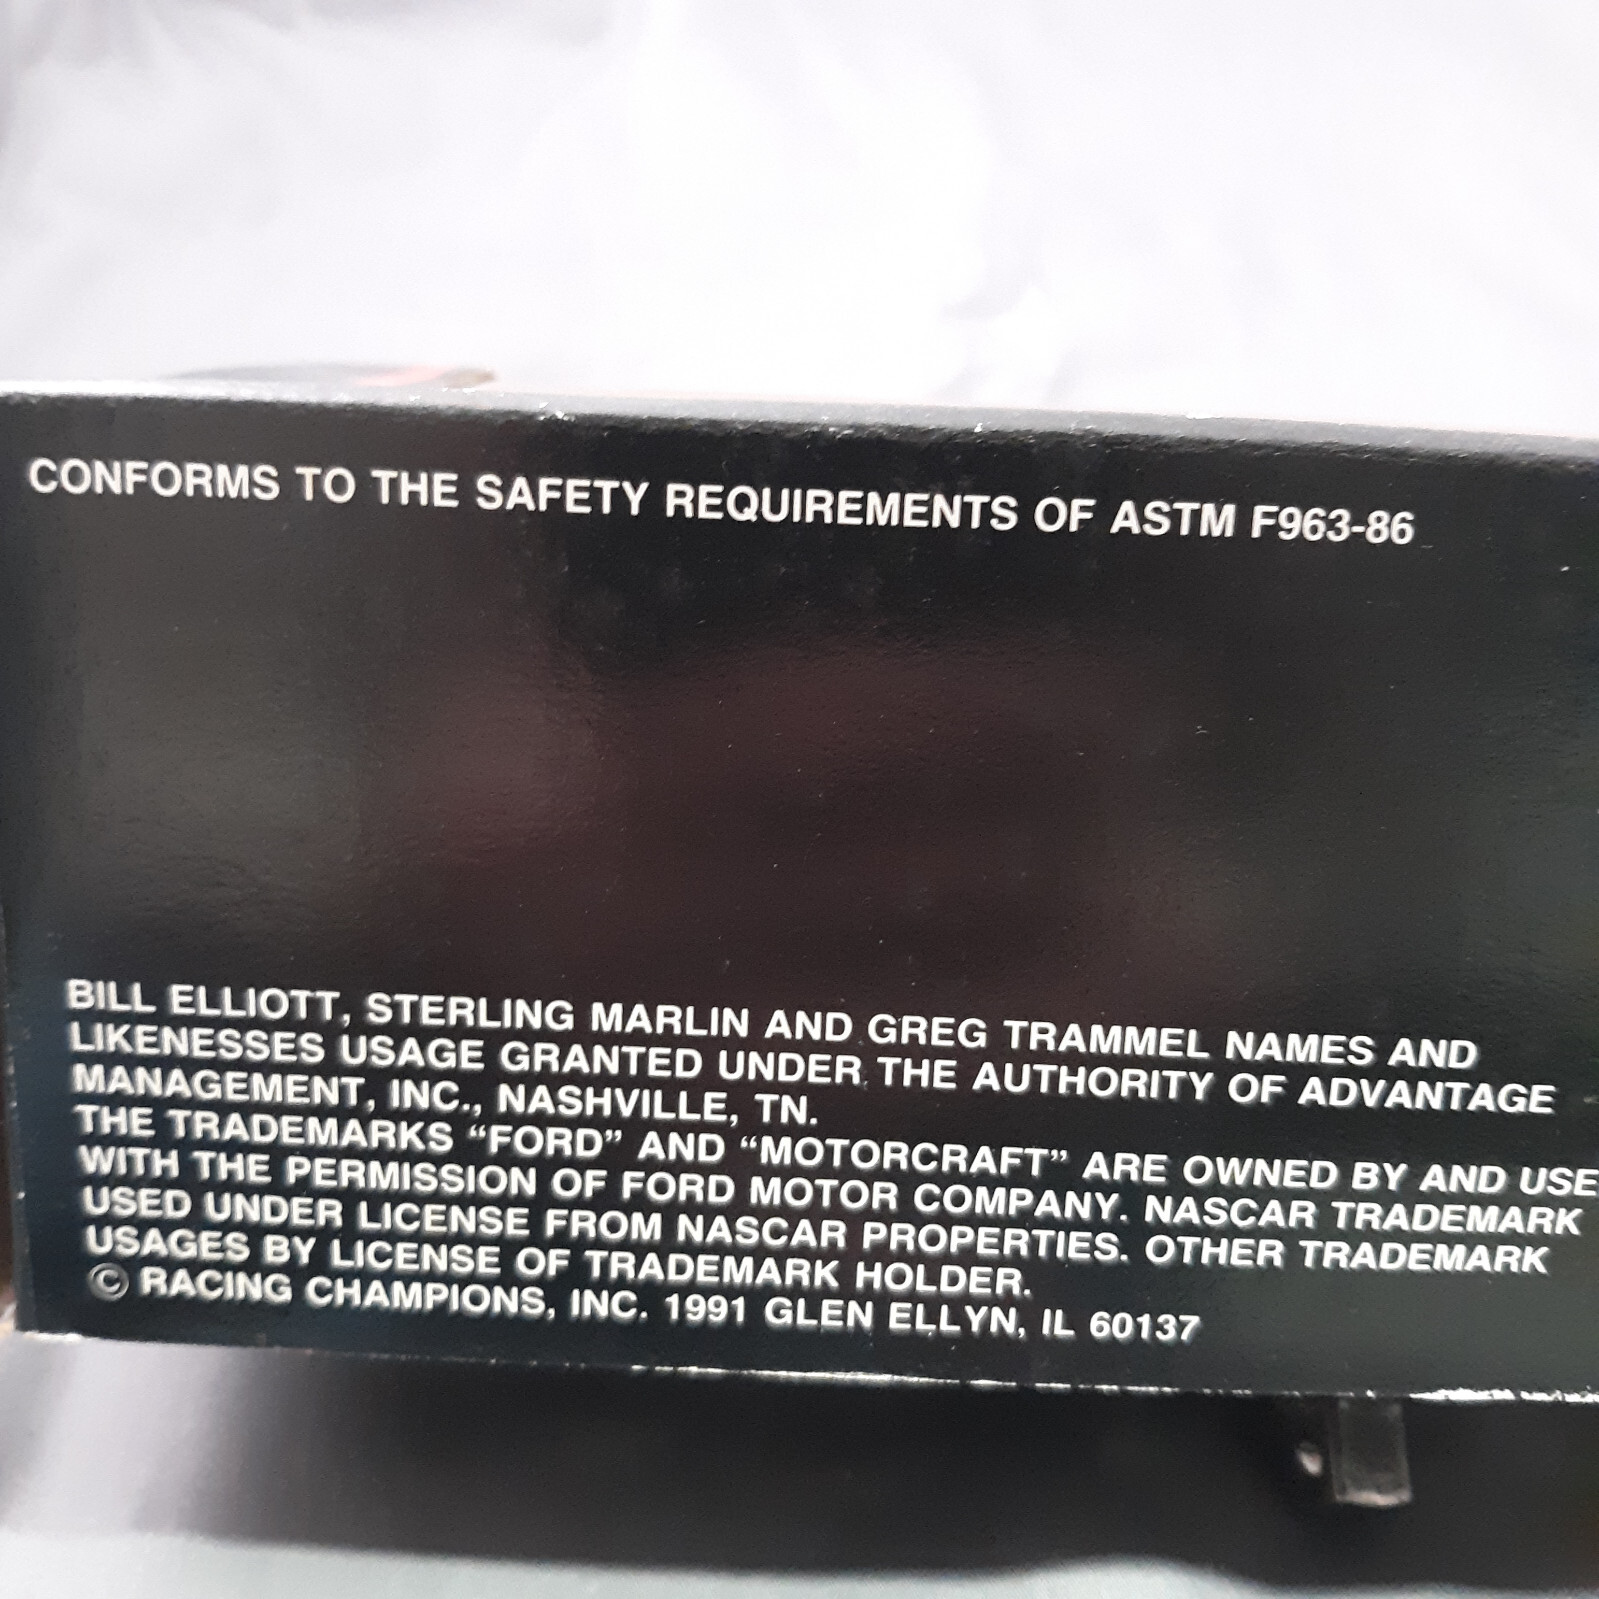 CONFORMS TO THE SAFETY REQUIREMENTS OF ASTM F963-86
BILL ELLIOTT, STERLING MARLIN AND GREG TRAMMEL NAMES AND
LIKENESSES USAGE GRANTED UNDER THE AUTHORITY OF ADVANTAGE
MANAGEMENT, INC., NASHVILLE, TN.
THE TRADEMARKS “FORD” AND “MOTORCRAFT” ARE OWNED BY AND USE
WITH THE PERMISSION OF FORD MOTOR COMPANY. NASCAR TRADEMARK
USED UNDER LICENSE FROM NASCAR PROPERTIES. OTHER TRADEMARK
USAGES BY LICENSE OF TRADEMARK HOLDER.
© RACING CHAMPIONS, INC. 1991 GLEN ELLYN, IL 60137